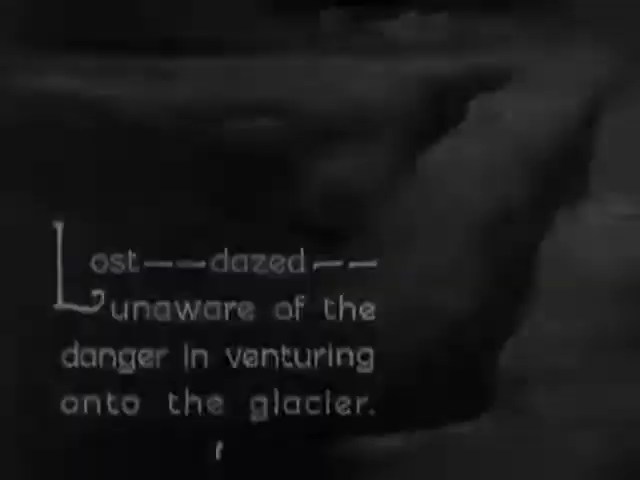 Lost——dazed——
unaware of the
danger in venturing
onto the glacier.